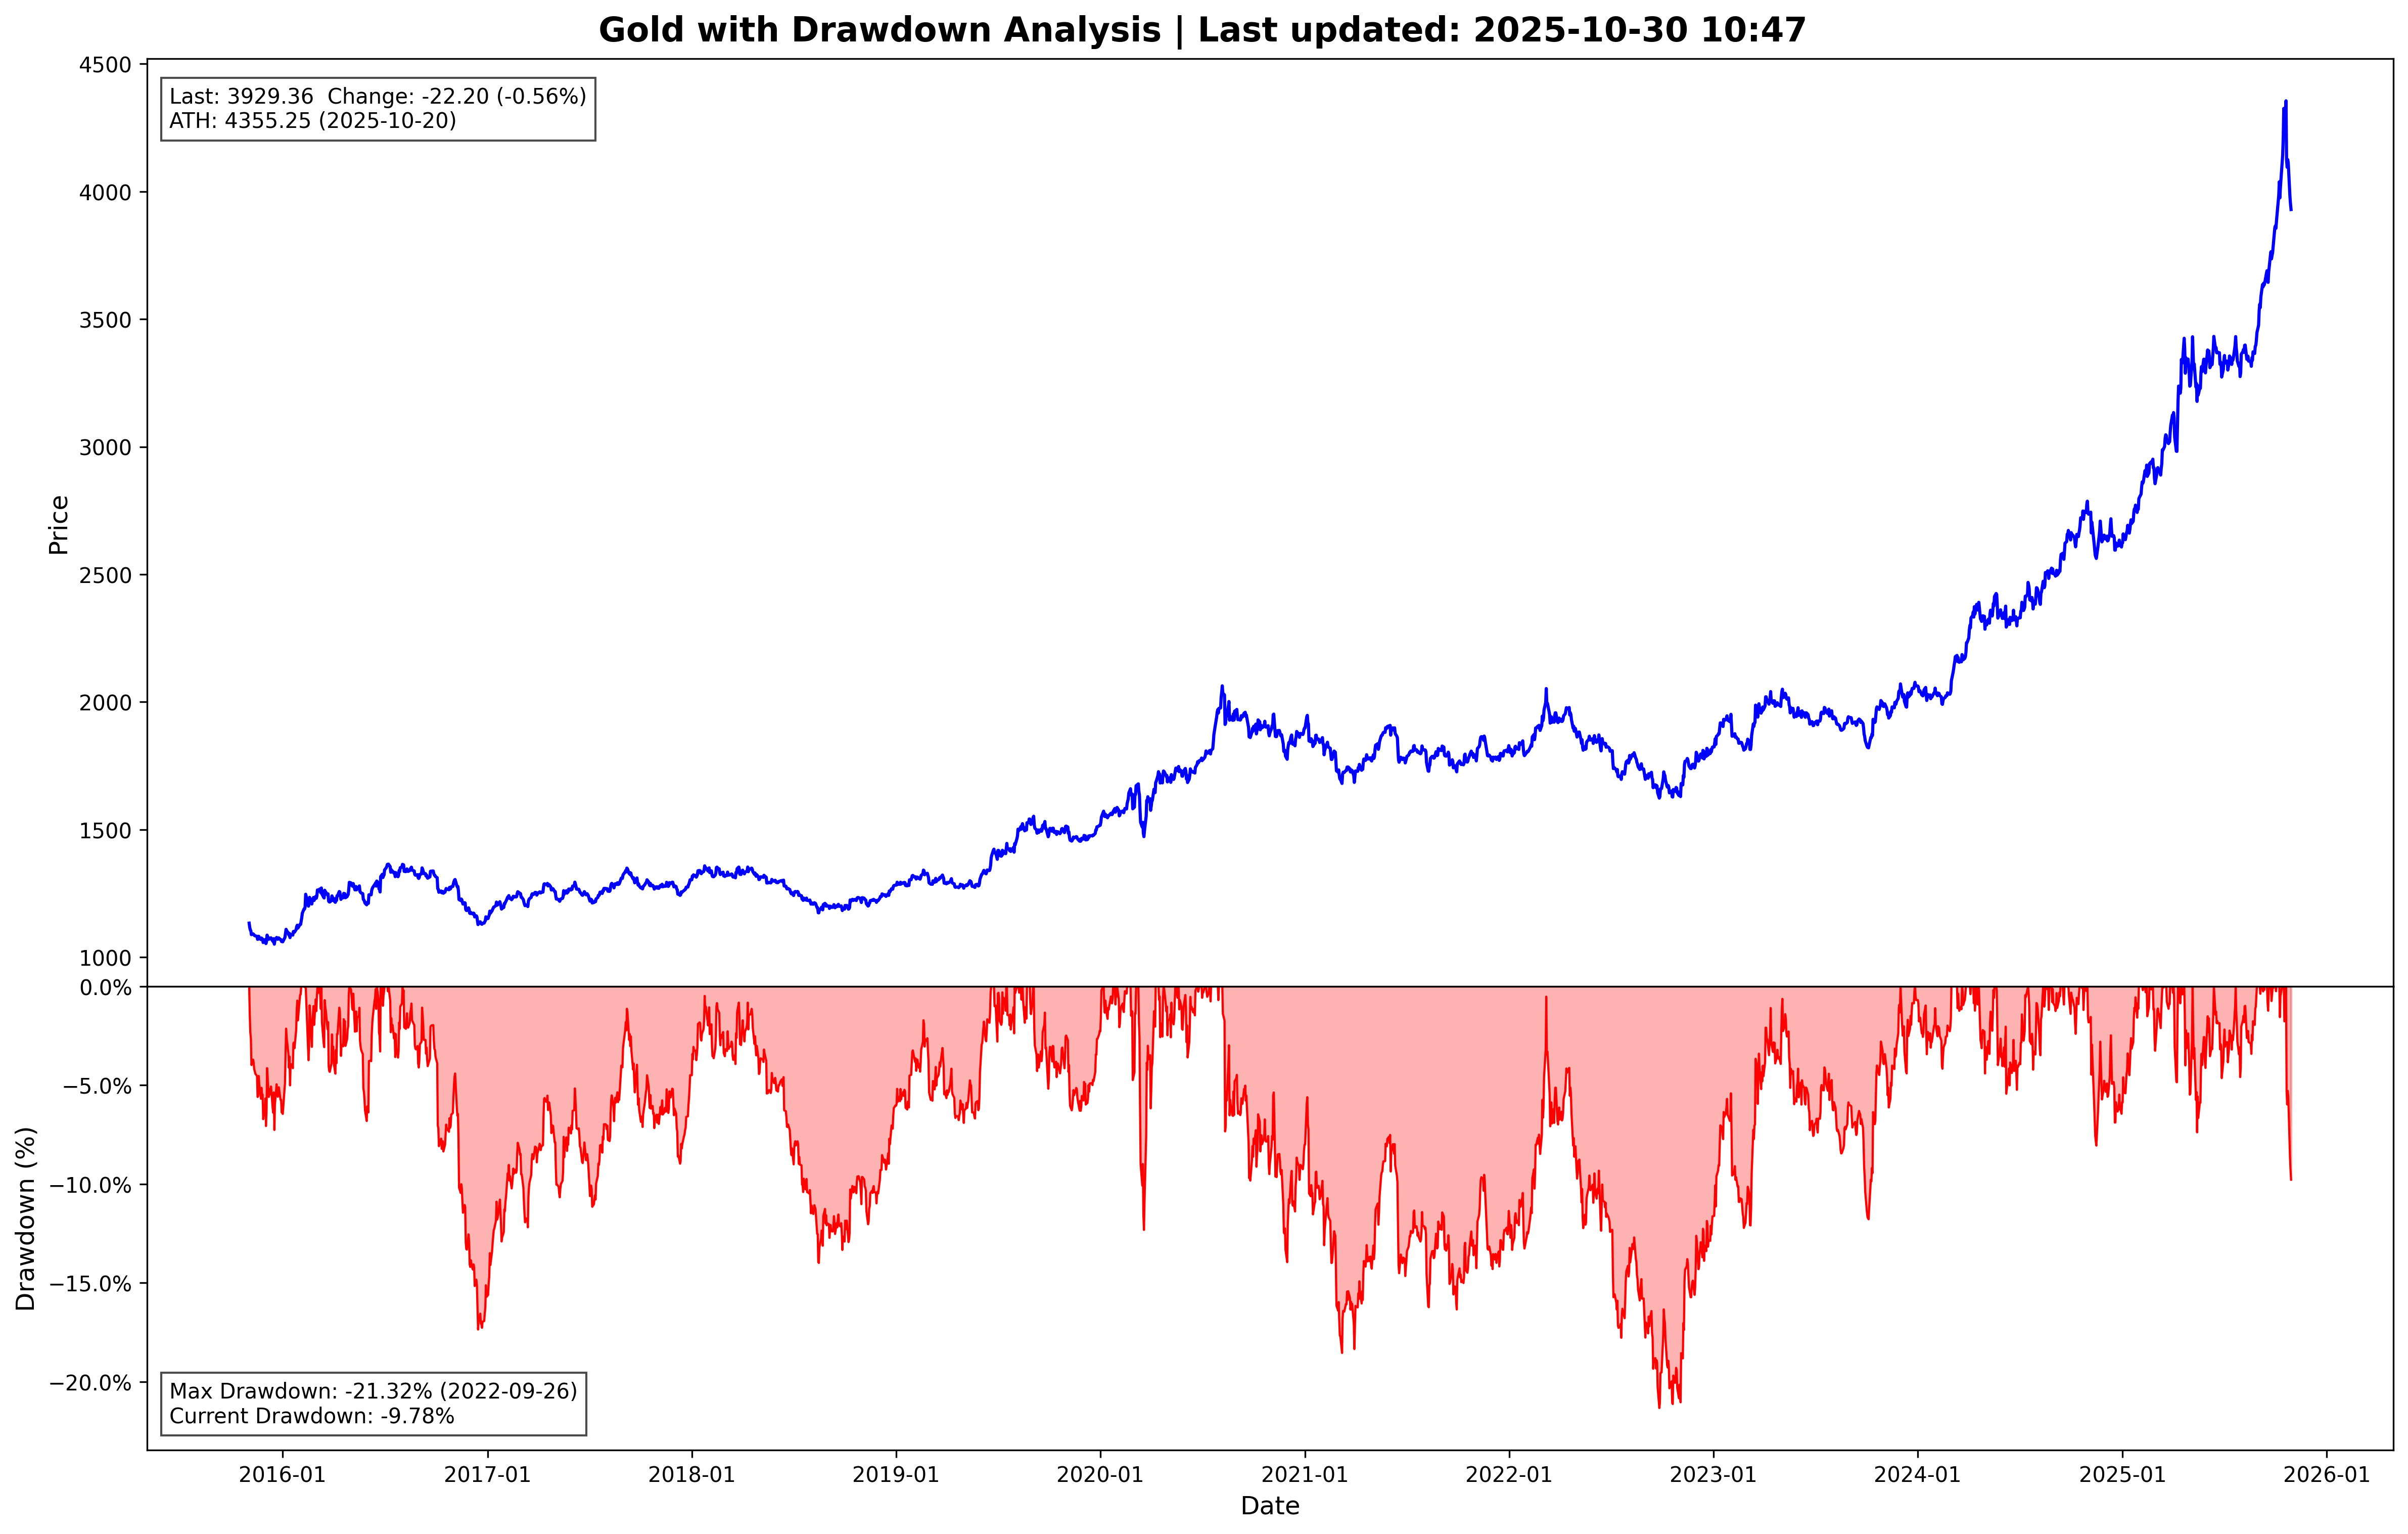 Gold with Drawdown Analysis | Last updated: 2025-10-30 10:47
Last: 3929.36  Change: -22.20 (-0.56%)
ATH: 4355.25 (2025-10-20)
Price
4500
4000
3500
3000
2500
2000
1500
1000
Drawdown (%)
0.0%
−5.0%
−10.0%
−15.0%
−20.0%
Max Drawdown: -21.32% (2022-09-26)
Current Drawdown: -9.78%
2016-01 2017-01 2018-01 2019-01 2020-01 2021-01 2022-01 2023-01 2024-01 2025-01 2026-01
Date